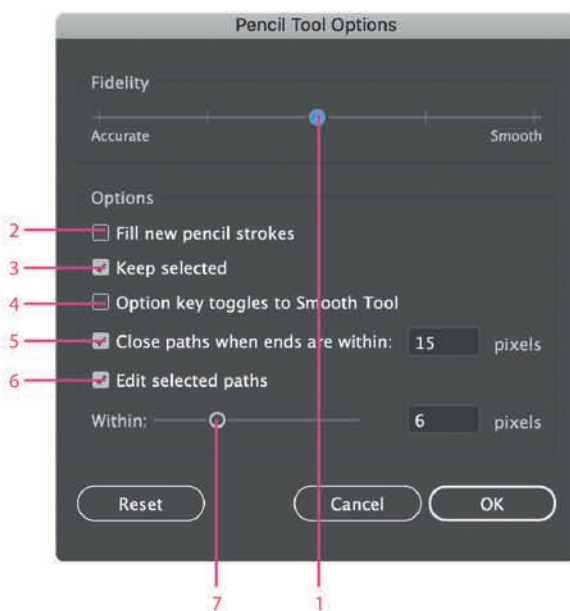 Pencil Tool Options
Fidelity
Accurate Smooth
Options
2 Fill new pencil strokes
3 Keep selected
4 Option key toggles to Smooth Tool
5 Close paths when ends are within: 15 pixels
6 Edit selected paths
Within: 6 pixels
Reset Cancel OK
7 1